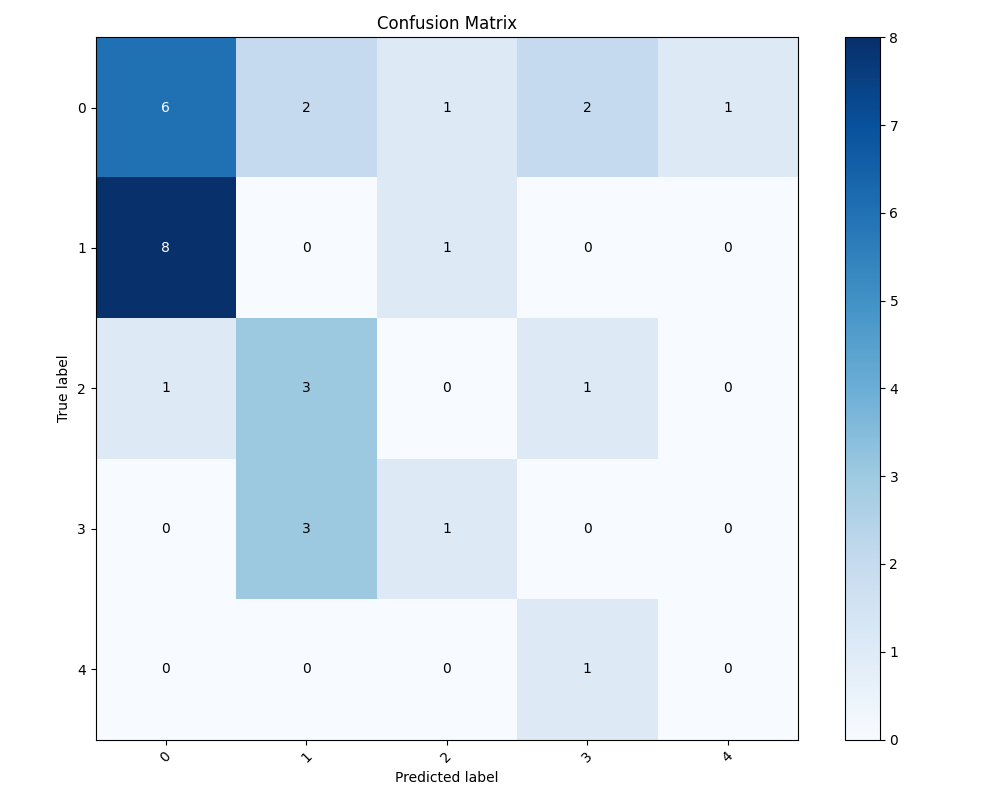 Confusion Matrix
0 6 2 1 2 1
1 8 0 1 0 0
2 1 3 0 1 0
3 0 3 1 0 0
4 0 0 0 1 0
0 1 2 3 4
True label
Predicted label
8
7
6
5
4
3
2
1
0